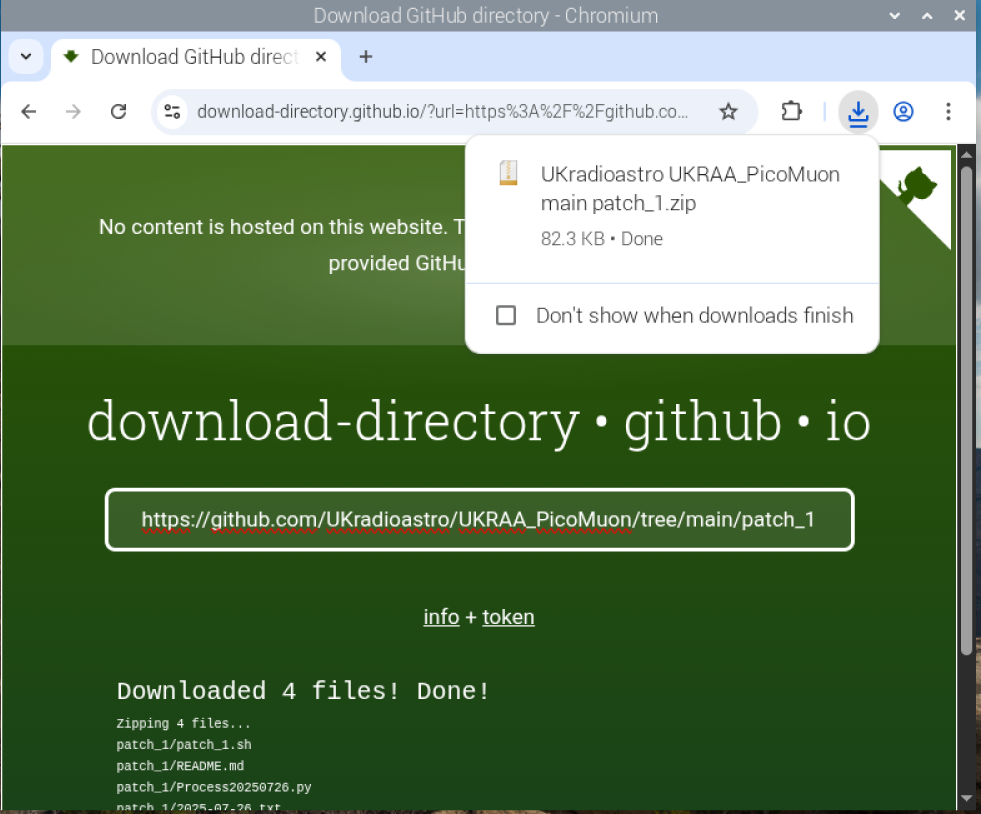 Download GitHub directory - Chromium
Download GitHub direct
download-directory.github.io/?url=https%3A%2F%2Fgithub.co...
UKradioastro UKRAA_PicoMuon
main patch_1.zip
82.3 KB • Done
Don't show when downloads finish
No content is hosted on this website. T
provided GitHu
download-directory • github • io
https://github.com/UKradioastro/UKRAA_PicoMuon/tree/main/patch_1
info + token
Downloaded 4 files! Done!
Zipping 4 files...
patch_1/patch_1.sh
patch_1/README.md
patch_1/Process20250726.py
patch_1/2025-07-26.txt